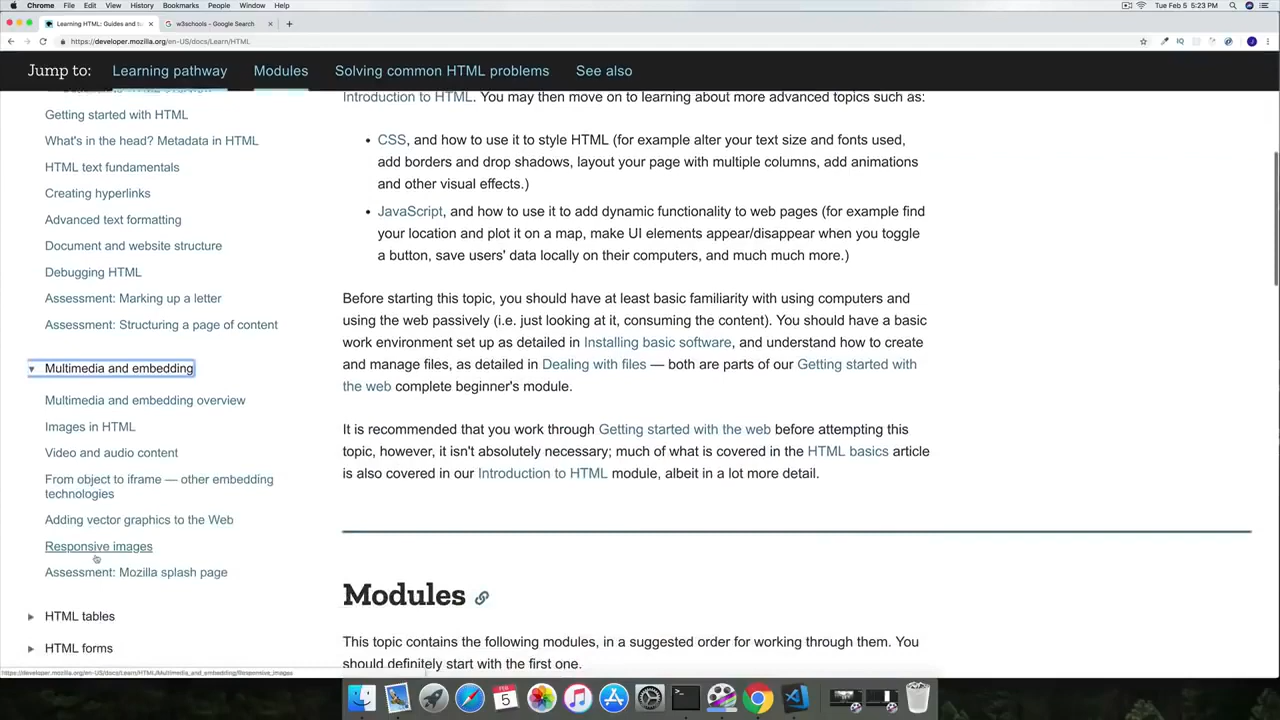 Chrome File Edit View History Bookmarks People Window Help Tue Feb 5 5:23 PM
Learning HTML: Guides and tu w3schools - Google Search
https://developer.mozilla.org/en-US/docs/Learn/HTML
Jump to: Learning pathway Modules Solving common HTML problems See also
Getting started with HTML
What's in the head? Metadata in HTML
HTML text fundamentals
Creating hyperlinks
Advanced text formatting
Document and website structure
Debugging HTML
Assessment: Marking up a letter
Assessment: Structuring a page of content
Multimedia and embedding
Multimedia and embedding overview
Images in HTML
Video and audio content
From object to iframe — other embedding
technologies
Adding vector graphics to the Web
Responsive images
Assessment: Mozilla splash page
HTML tables
HTML forms
Introduction to HTML. You may then move on to learning about more advanced topics such as:
• CSS, and how to use it to style HTML (for example alter your text size and fonts used,
add borders and drop shadows, layout your page with multiple columns, add animations
and other visual effects.)
• JavaScript, and how to use it to add dynamic functionality to web pages (for example find
your location and plot it on a map, make UI elements appear/disappear when you toggle
a button, save users' data locally on their computers, and much much more.)
Before starting this topic, you should have at least basic familiarity with using computers and
using the web passively (i.e. just looking at it, consuming the content). You should have a basic
work environment set up as detailed in Installing basic software, and understand how to create
and manage files, as detailed in Dealing with files — both are parts of our Getting started with
the web complete beginner's module.
It is recommended that you work through Getting started with the web before attempting this
topic, however, it isn't absolutely necessary; much of what is covered in the HTML basics article
is also covered in our Introduction to HTML module, albeit in a lot more detail.
Modules
This topic contains the following modules, in a suggested order for working through them. You
should definitely start with the first one.
https://developer.mozilla.org/en-US/docs/Learn/HTML/Multimedia_and_embedding/Responsive_images
FEB
5